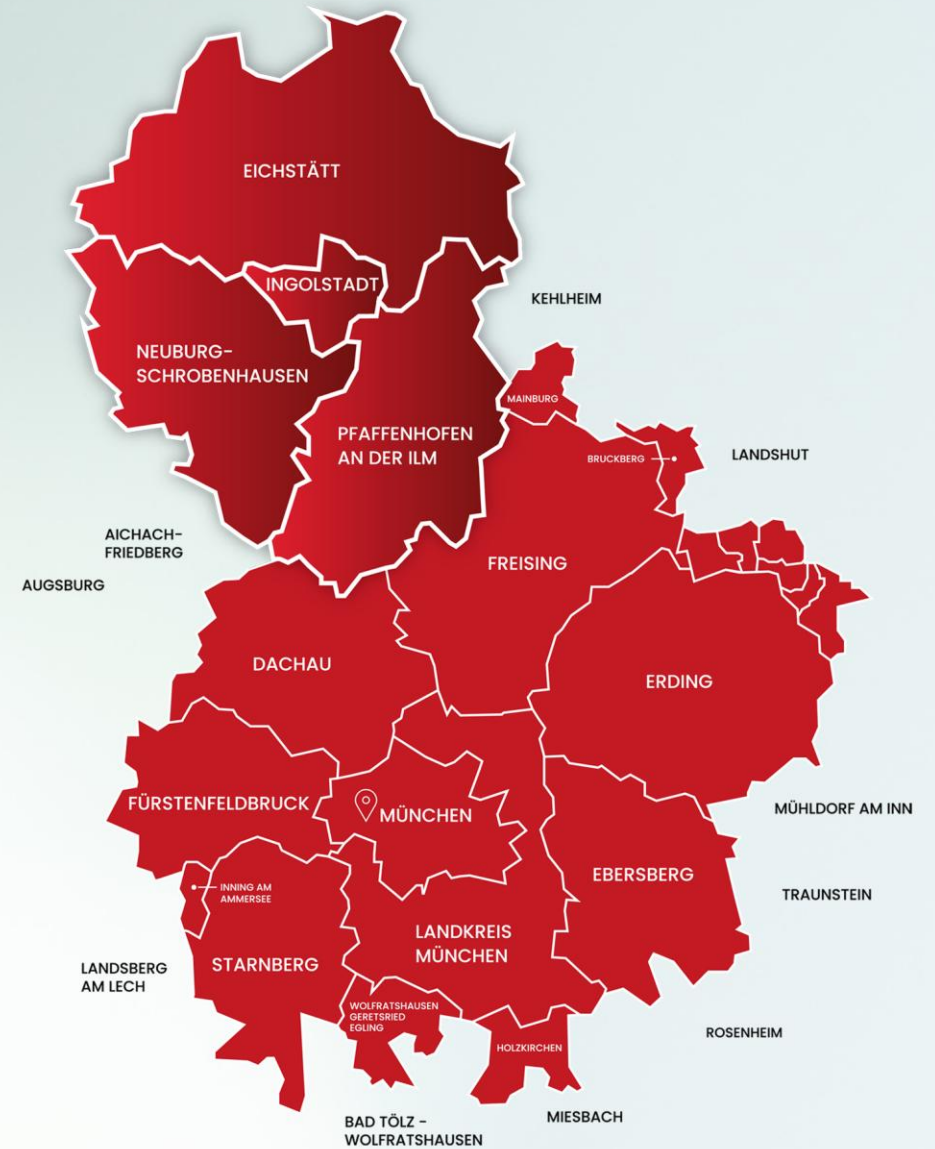 EICHSTÄTT
INGOLSTADT
KEHLHEIM
NEUBURG-
SCHROBENHAUSEN
MAINBURG
PFAFFENHOFEN
AN DER ILM
BRUCKBERG
LANDSHUT
AICHACH-
FRIEDBERG
AUGSBURG
FREISING
DACHAU
ERDING
FÜRSTENFELDBRUCK
MÜNCHEN
MÜHLDORF AM INN
EBERSBERG
INNING AM
AMMERSEE
TRAUNSTEIN
LANDKREIS
MÜNCHEN
STARNBERG
LANDSBERG
AM LECH
WOLFRATSHAUSEN
GERETSRIED
EGLING
ROSENHEIM
HOLZKIRCHEN
MIESBACH
BAD TÖLZ -
WOLFRATSHAUSEN